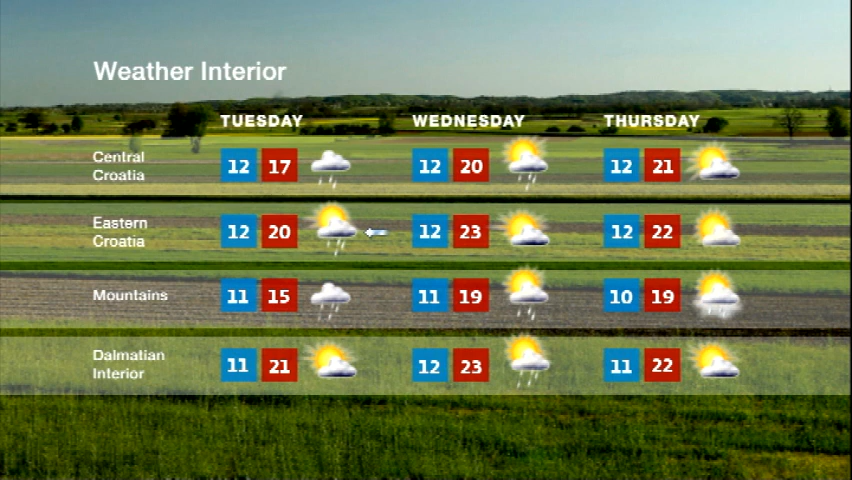 Weather Interior
TUESDAY WEDNESDAY THURSDAY
Central
Croatia
12 17 12 20 12 21
Eastern
Croatia
12 20 12 23 12 22
Mountains
11 15 11 19 10 19
Dalmatian
Interior
11 21 12 23 11 22